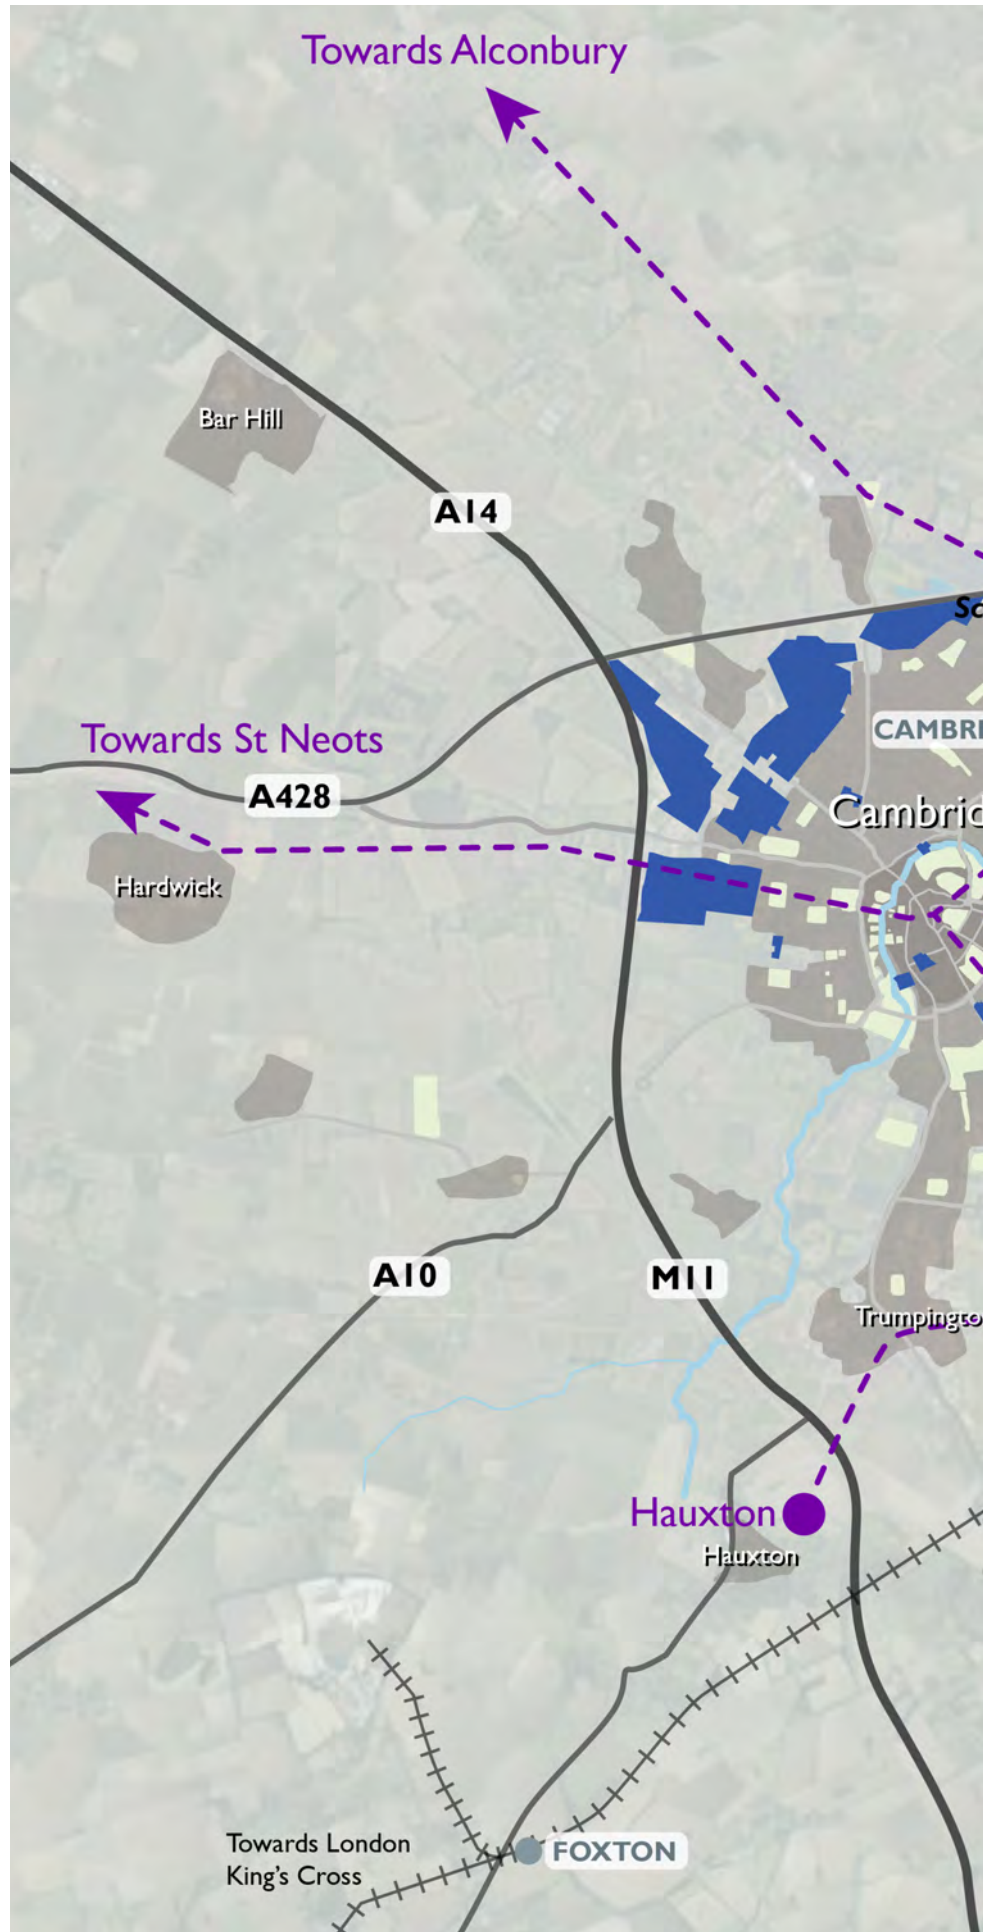 Towards Alconbury
Bar Hill
A14
Towards St Neots
A428
Hardwick
A10
M11
Trumpington
Hauxton
Hauxton
Towards London
King's Cross
FOXTON